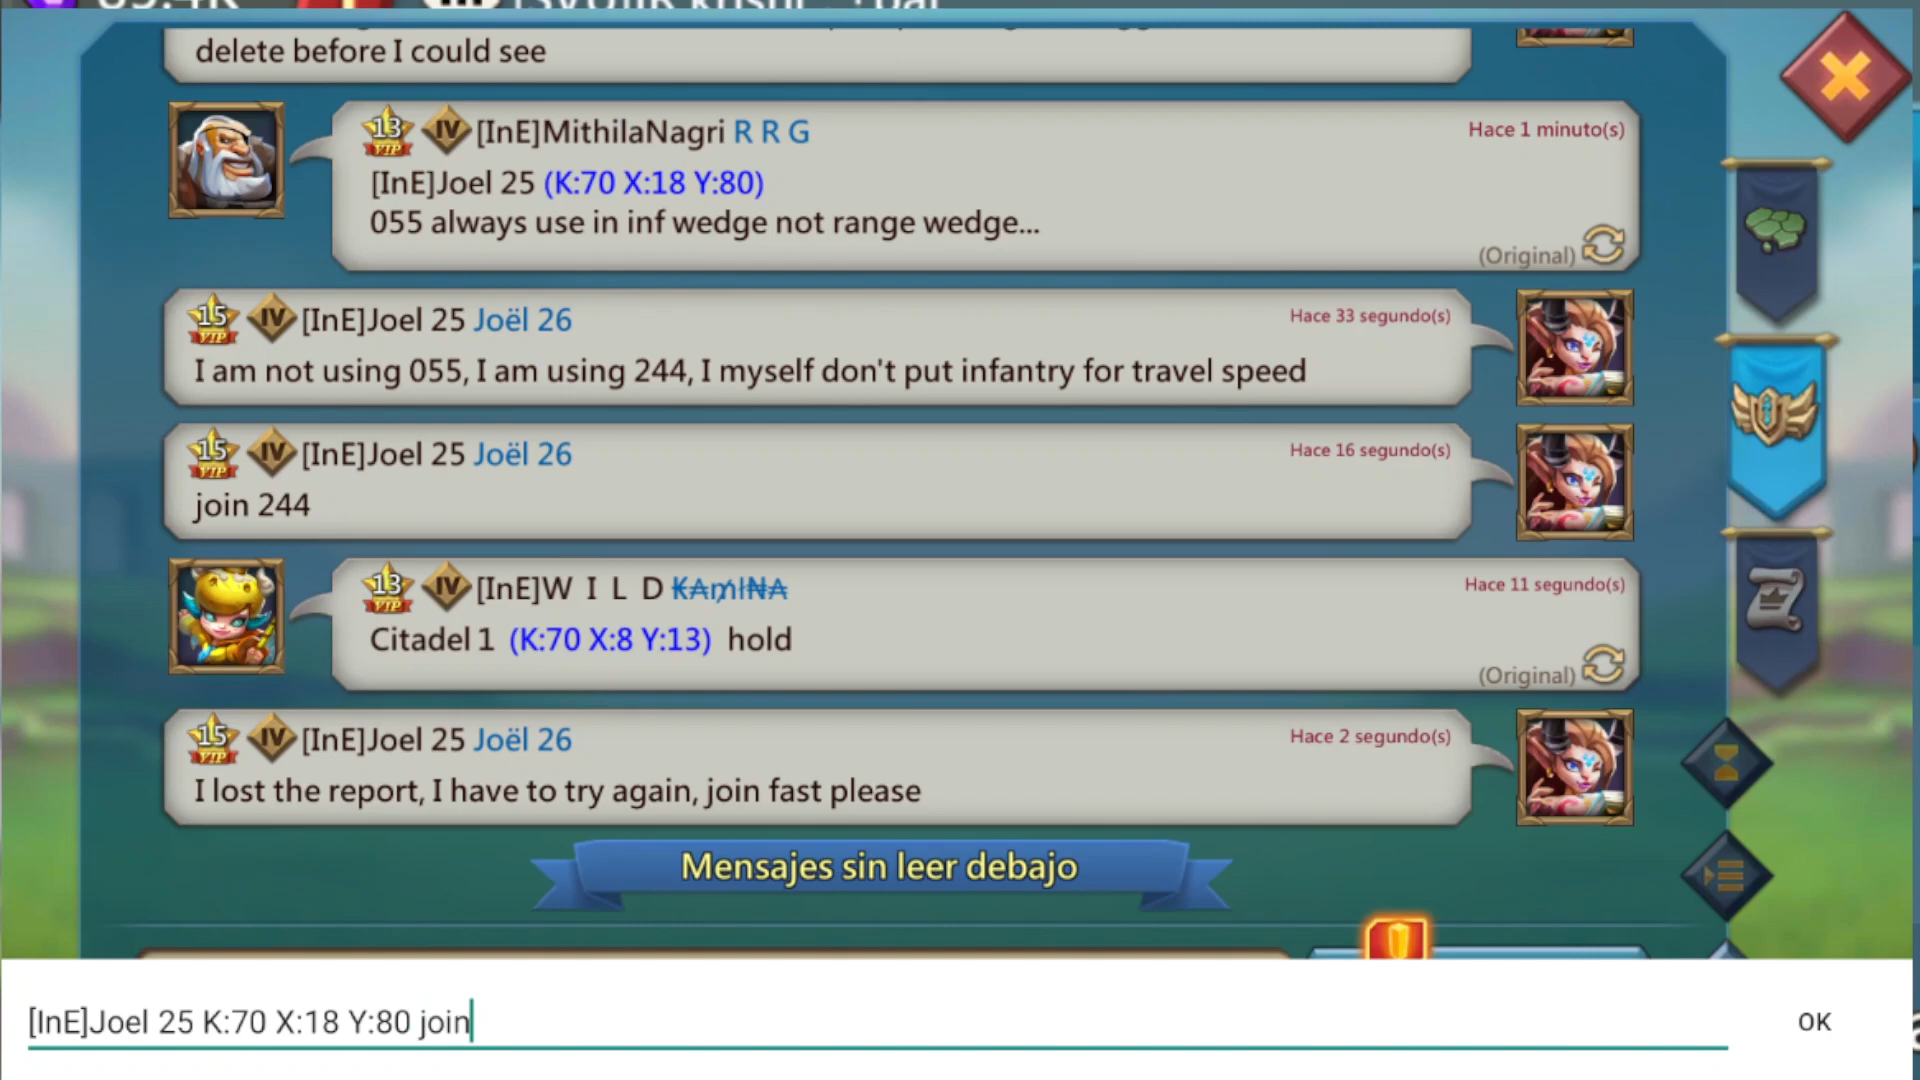 delete before I could see
13 VIP IV [InE]MithilaNagri R R G Hace 1 minuto(s)
[InE]Joel 25 (K:70 X:18 Y:80)
055 always use in inf wedge not range wedge...
(Original)
15 VIP IV [InE]Joel 25 Joël 26 Hace 33 segundo(s)
I am not using 055, I am using 244, I myself don't put infantry for travel speed
15 VIP IV [InE]Joel 25 Joël 26 Hace 16 segundo(s)
join 244
13 VIP IV [InE]W I L D ₭₳₥ł₦₳ Hace 11 segundo(s)
Citadel 1 (K:70 X:8 Y:13) hold
(Original)
15 VIP IV [InE]Joel 25 Joël 26 Hace 2 segundo(s)
I lost the report, I have to try again, join fast please
Mensajes sin leer debajo
[InE]Joel 25 K:70 X:18 Y:80 join OK